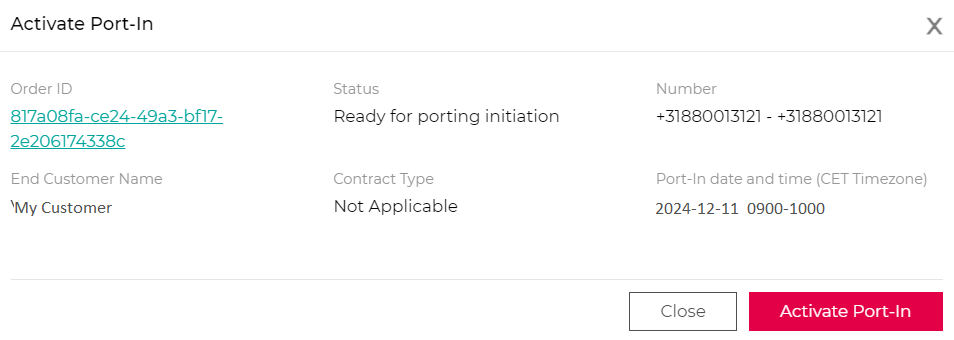 Activate Port-In
X
Order ID
Status
Number
817a08fa-ce24-49a3-bf17-
2e206174338c
Ready for porting initiation
+31880013121 - +31880013121
End Customer Name
Contract Type
Port-In date and time (CET Timezone)
'My Customer
Not Applicable
2024-12-11 0900-1000
Close
Activate Port-In